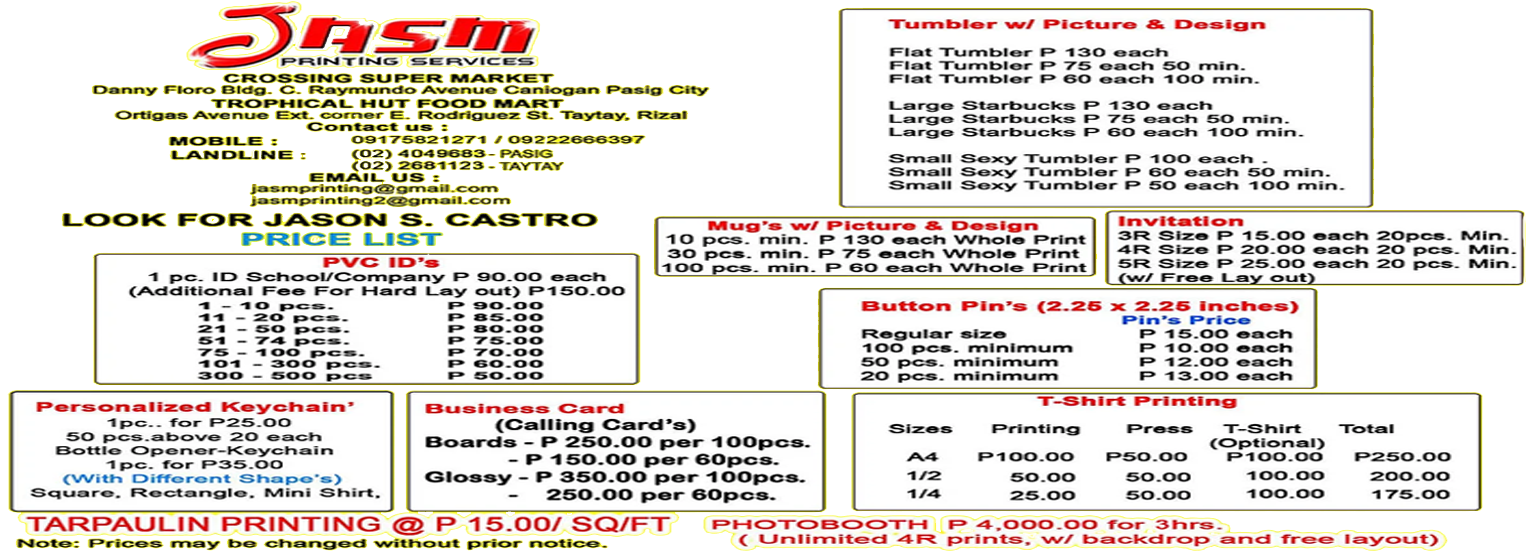 JASM
PRINTING SERVICES
CROSSING SUPER MARKET
Danny Floro Bldg. C. Raymundo Avenue Caniogan Pasig City
TROPHICAL HUT FOOD MART
Ortigas Avenue Ext. corner E. Rodriguez St. Taytay, Rizal
Contact us :
MOBILE : 09175821271 / 09222666397
LANDLINE : (02) 4049683 - PASIG
(02) 2681123 - TAYTAY
EMAIL US :
jasmprinting@gmail.com
jasmprinting2@gmail.com
LOOK FOR JASON S. CASTRO
PRICE LIST
Tumbler w/ Picture & Design
Flat Tumbler P 130 each
Flat Tumbler P 75 each 50 min.
Flat Tumbler P 60 each 100 min.
Large Starbucks P 130 each
Large Starbucks P 75 each 50 min.
Large Starbucks P 60 each 100 min.
Small Sexy Tumbler P 100 each .
Small Sexy Tumbler P 60 each 50 min.
Small Sexy Tumbler P 50 each 100 min.
Mug's w/ Picture & Design
10 pcs. min. P 130 each Whole Print
30 pcs. min. P 75 each Whole Print
100 pcs. min. P 60 each Whole Print
Invitation
3R Size P 15.00 each 20pcs. Min.
4R Size P 20.00 each 20 pcs. Min.
5R Size P 25.00 each 20 pcs. Min.
(w/ Free Lay out)
PVC ID's
1 pc. ID School/Company P 90.00 each
(Additional Fee For Hard Lay out) P150.00
1 - 10 pcs. P 90.00
11 - 20 pcs. P 85.00
21 - 50 pcs. P 80.00
51 - 74 pcs. P 75.00
75 - 100 pcs. P 70.00
101 - 300 pcs. P 60.00
300 - 500 pcs P 50.00
Button Pin's (2.25 x 2.25 inches)
Pin's Price
Regular size P 15.00 each
100 pcs. minimum P 10.00 each
50 pcs. minimum P 12.00 each
20 pcs. minimum P 13.00 each
Personalized Keychain'
1pc.. for P25.00
50 pcs.above 20 each
Bottle Opener-Keychain
1pc. for P35.00
(With Different Shape's)
Square, Rectangle, Mini Shirt,
Business Card
(Calling Card's)
Boards - P 250.00 per 100pcs.
- P 150.00 per 60pcs.
Glossy - P 350.00 per 100pcs.
- 250.00 per 60pcs.
T-Shirt Printing
Sizes Printing Press T-Shirt Total
(Optional)
A4 P100.00 P50.00 P100.00 P250.00
1/2 50.00 50.00 100.00 200.00
1/4 25.00 50.00 100.00 175.00
TARPAULIN PRINTING @ P 15.00/ SQ/FT
PHOTOBOOTH P 4,000.00 for 3hrs.
( Unlimited 4R prints, w/ backdrop and free layout)
Note: Prices may be changed without prior notice.